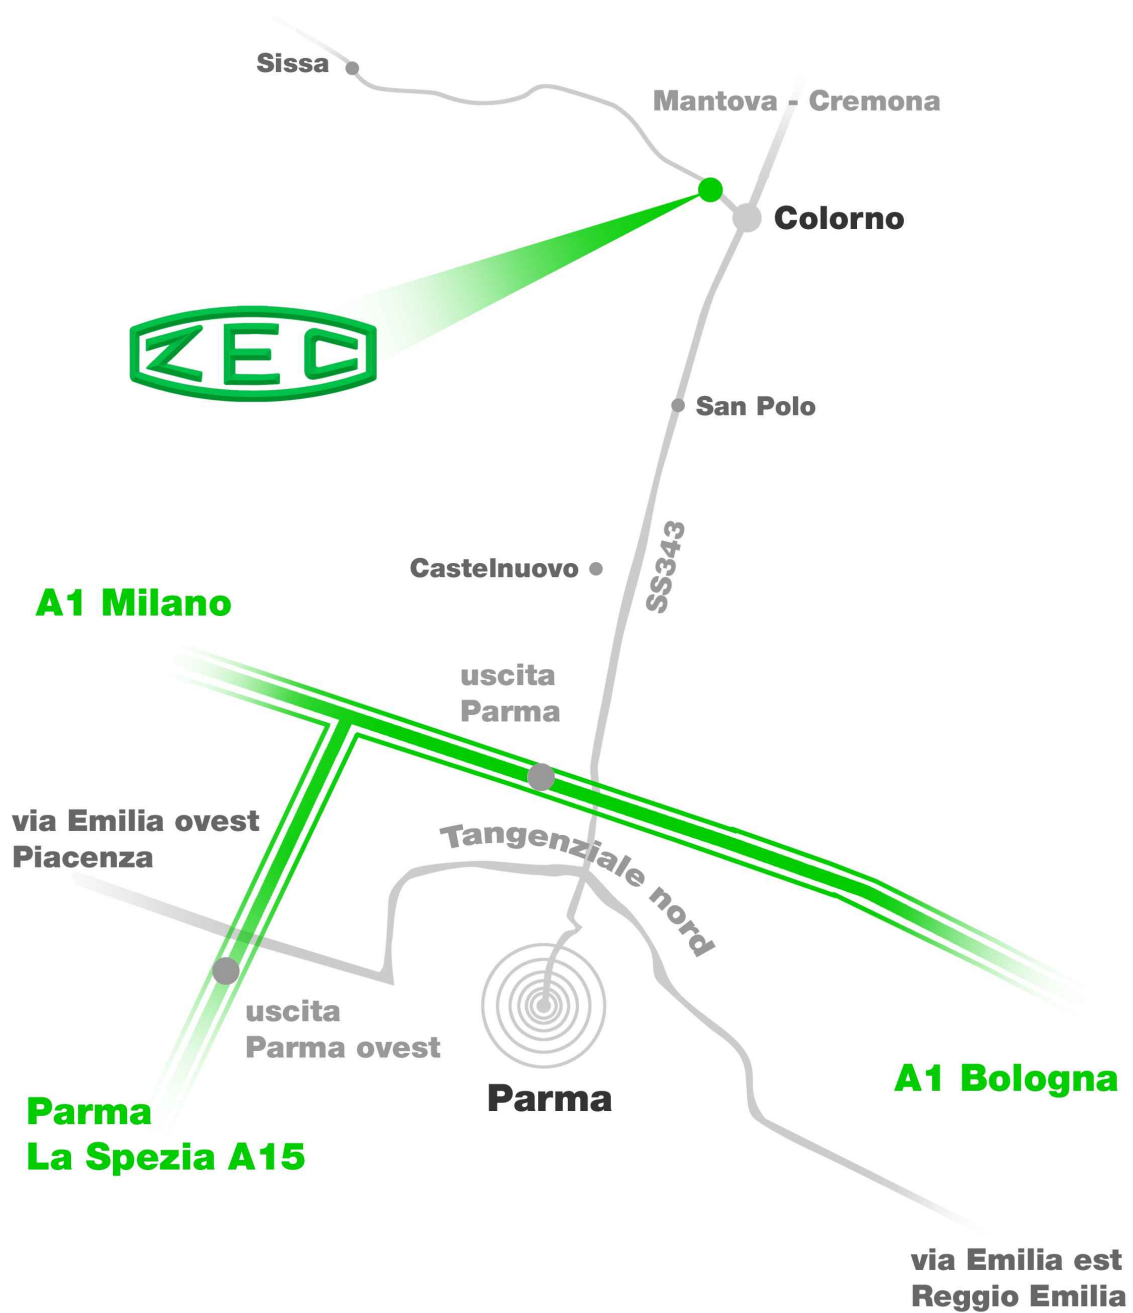 Sissa
Mantova - Cremona
Colorno
ZEC
San Polo
SS343
Castelnuovo
A1 Milano
uscita
Parma
via Emilia ovest
Piacenza
Tangenziale nord
uscita
Parma ovest
A1 Bologna
Parma
Parma
La Spezia A15
via Emilia est
Reggio Emilia